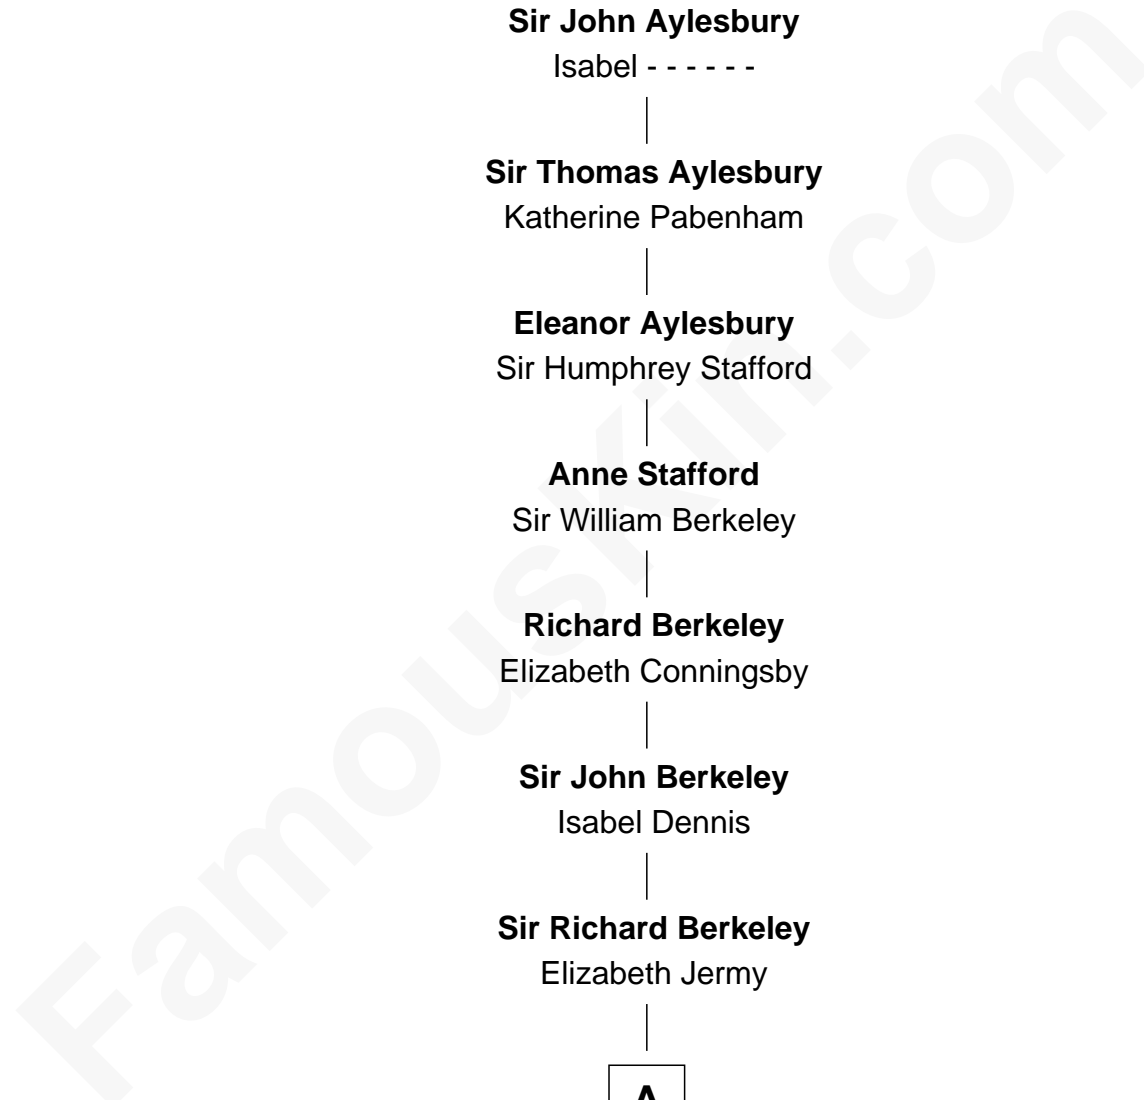 Sir John Aylesbury
Isabel - - - - - -
Sir Thomas Aylesbury
Katherine Pabenham
Eleanor Aylesbury
Sir Humphrey Stafford
Anne Stafford
Sir William Berkeley
Richard Berkeley
Elizabeth Conningsby
Sir John Berkeley
Isabel Dennis
Sir Richard Berkeley
Elizabeth Jermy
A
FamousKin.com